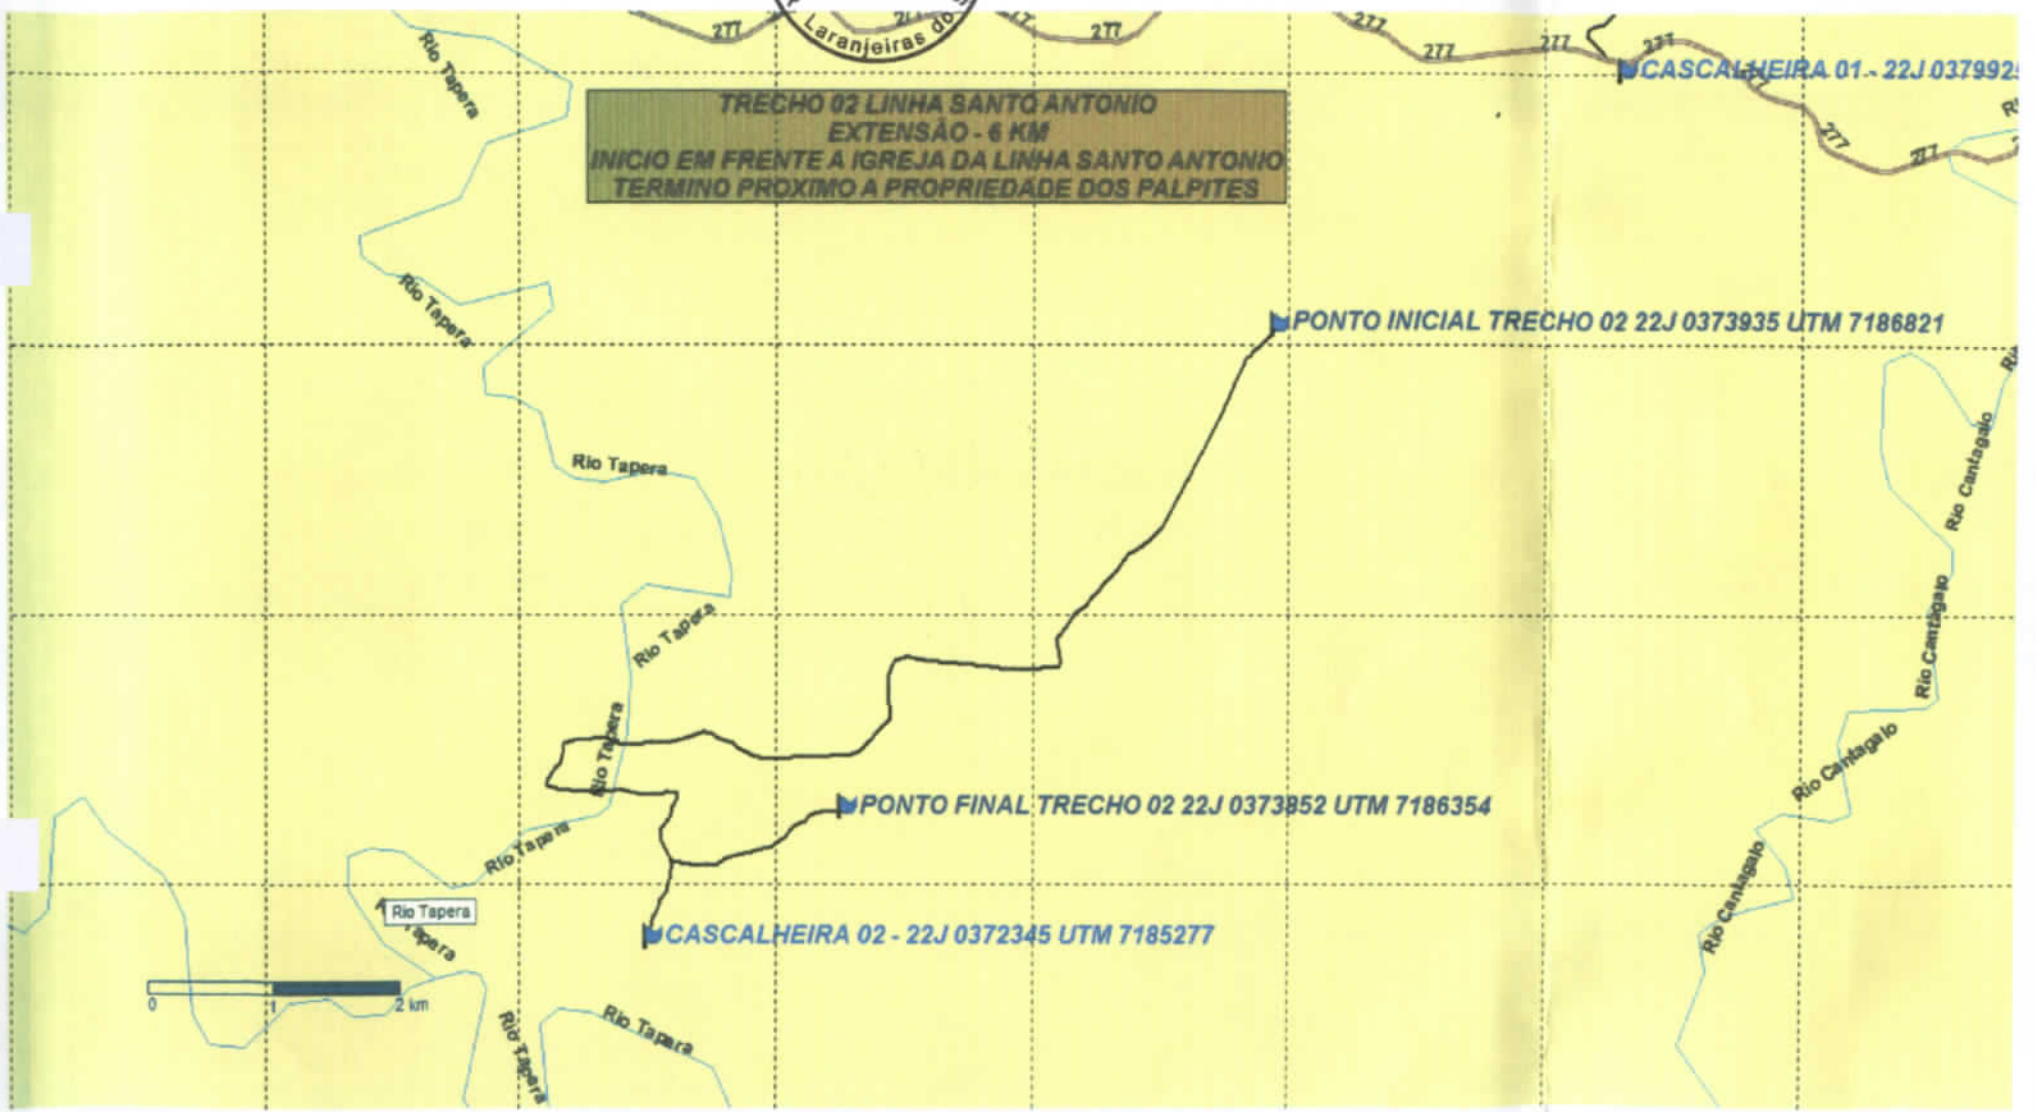 277
277
277
277
277
277
277
277
277
277
Laranjeiras do
CASCALHEIRA 01 - 22J 037992
TRECHO 02 LINHA SANTO ANTONIO
EXTENSÃO - 6 KM
INICIO EM FRENTE A IGREJA DA LINHA SANTO ANTONIO
TERMINO PROXIMO A PROPRIEDADE DOS PALPITES
Rio Tapera
Rio Tapera
PONTO INICIAL TRECHO 02 22J 0373935 UTM 7186821
Rio Tapera
Rio Cantagalo
Rio Tapera
Rio Cantagalo
Rio Tapera
Rio Cantagalo
PONTO FINAL TRECHO 02 22J 0373852 UTM 7186354
Rio Tapera
Rio Cantagalo
Rio Tapera
Tapera
CASCALHEIRA 02 - 22J 0372345 UTM 7185277
0 1 2 km
Rio Tapera
Rio Tapera